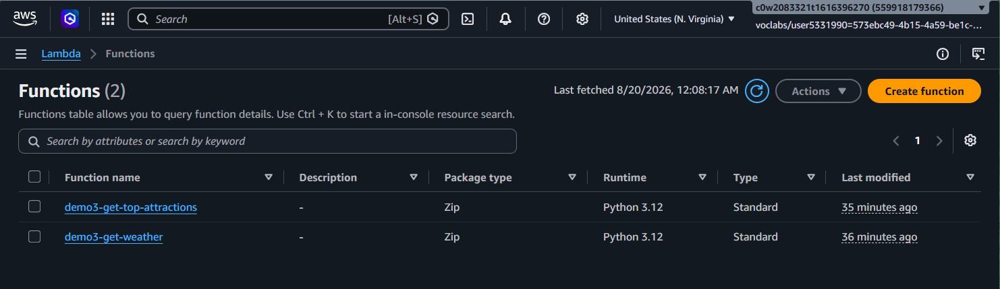 aws
Search [Alt+S]
United States (N. Virginia)
c0w2083321t1616396270 (559918179366)
voclabs/user5331990=573ebc49-4b15-4a59-be1c-...
Lambda > Functions
Functions (2)
Last fetched 8/20/2026, 12:08:17 AM
Actions
Create function
Functions table allows you to query function details. Use Ctrl + K to start a in-console resource search.
Search by attributes or search by keyword
1
Function name Description Package type Runtime Type Last modified
demo3-get-top-attractions - Zip Python 3.12 Standard 35 minutes ago
demo3-get-weather - Zip Python 3.12 Standard 36 minutes ago